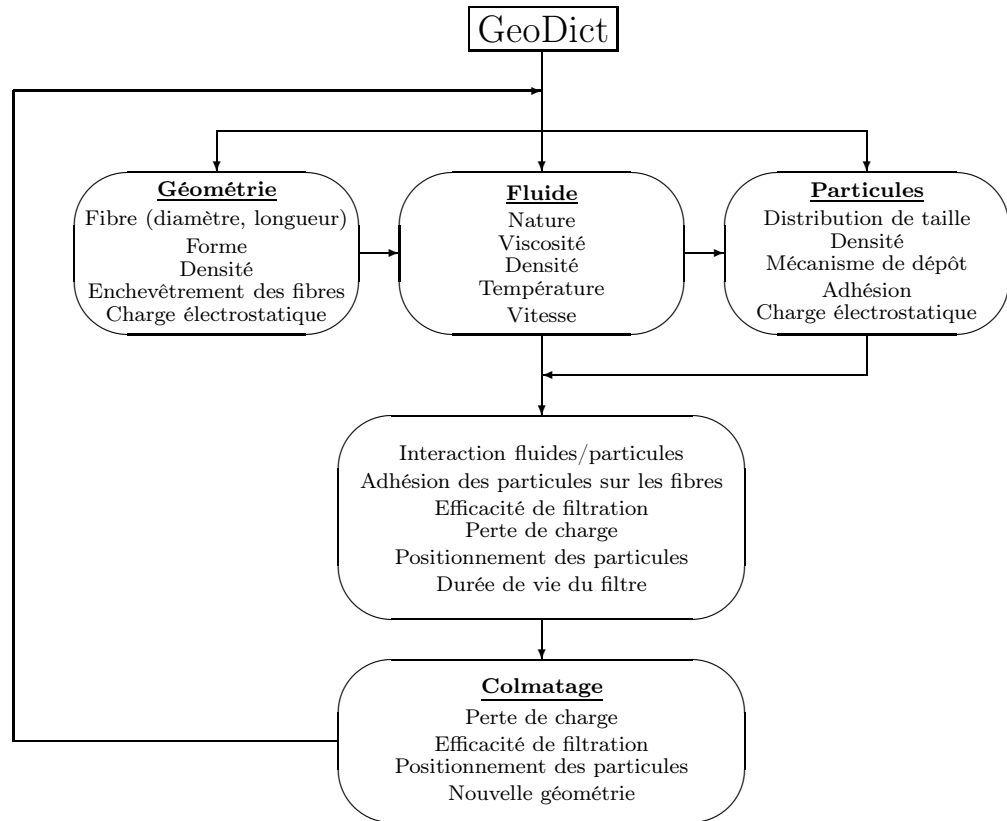 GeoDict
Géométrie
Fibre (diamètre, longueur)
Forme
Densité
Enchevêtrement des fibres
Charge électrostatique
Fluide
Nature
Viscosité
Densité
Température
Vitesse
Particules
Distribution de taille
Densité
Mécanisme de dépôt
Adhésion
Charge électrostatique
Interaction fluides/particules
Adhésion des particules sur les fibres
Efficacité de filtration
Perte de charge
Positionnement des particules
Durée de vie du filtre
Colmatage
Perte de charge
Efficacité de filtration
Positionnement des particules
Nouvelle géométrie